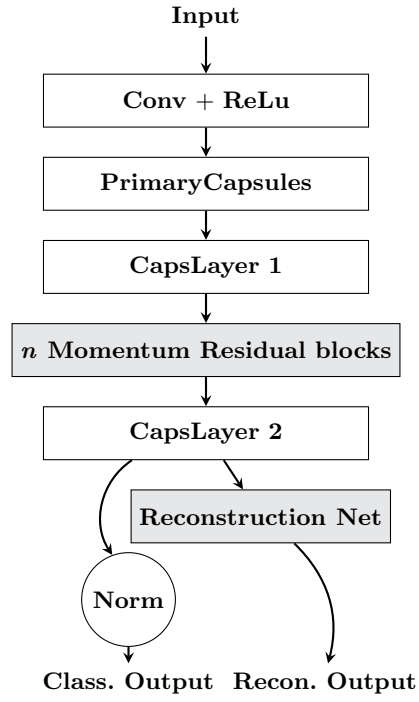 Input
Conv + ReLu
PrimaryCapsules
CapsLayer 1
n Momentum Residual blocks
CapsLayer 2
Reconstruction Net
Norm
Class. Output
Recon. Output